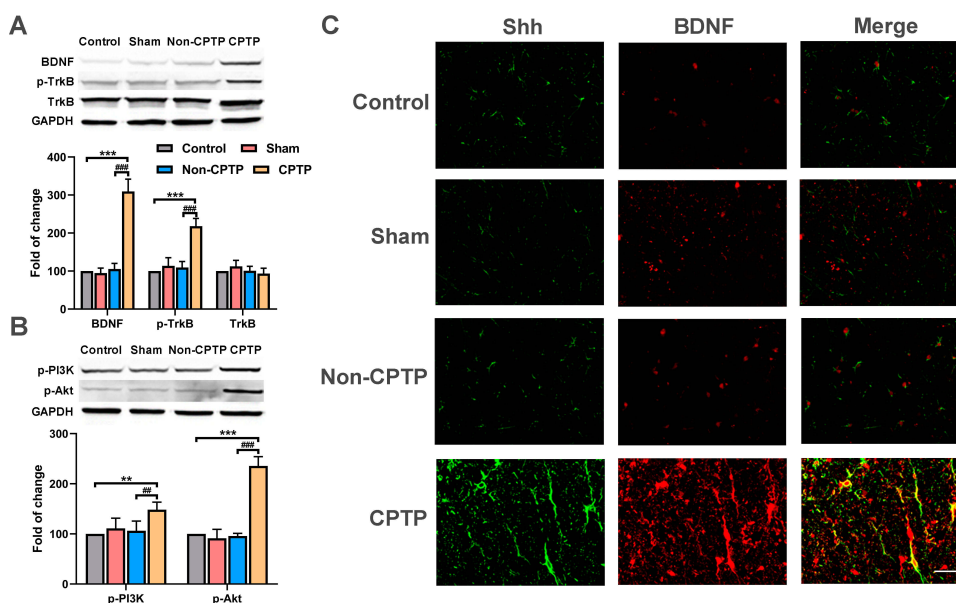 A
Control Sham Non-CPTP CPTP
BDNF
p-TrkB
TrkB
GAPDH
Control Sham
Non-CPTP CPTP
Fold of change
400
300
200
100
0
***
###
***
###
BDNF p-TrkB TrkB
B
Control Sham Non-CPTP CPTP
p-PI3K
p-Akt
GAPDH
Fold of change
300
200
100
0
**
##
***
###
p-PI3K p-Akt
C
Shh BDNF Merge
Control
Sham
Non-CPTP
CPTP